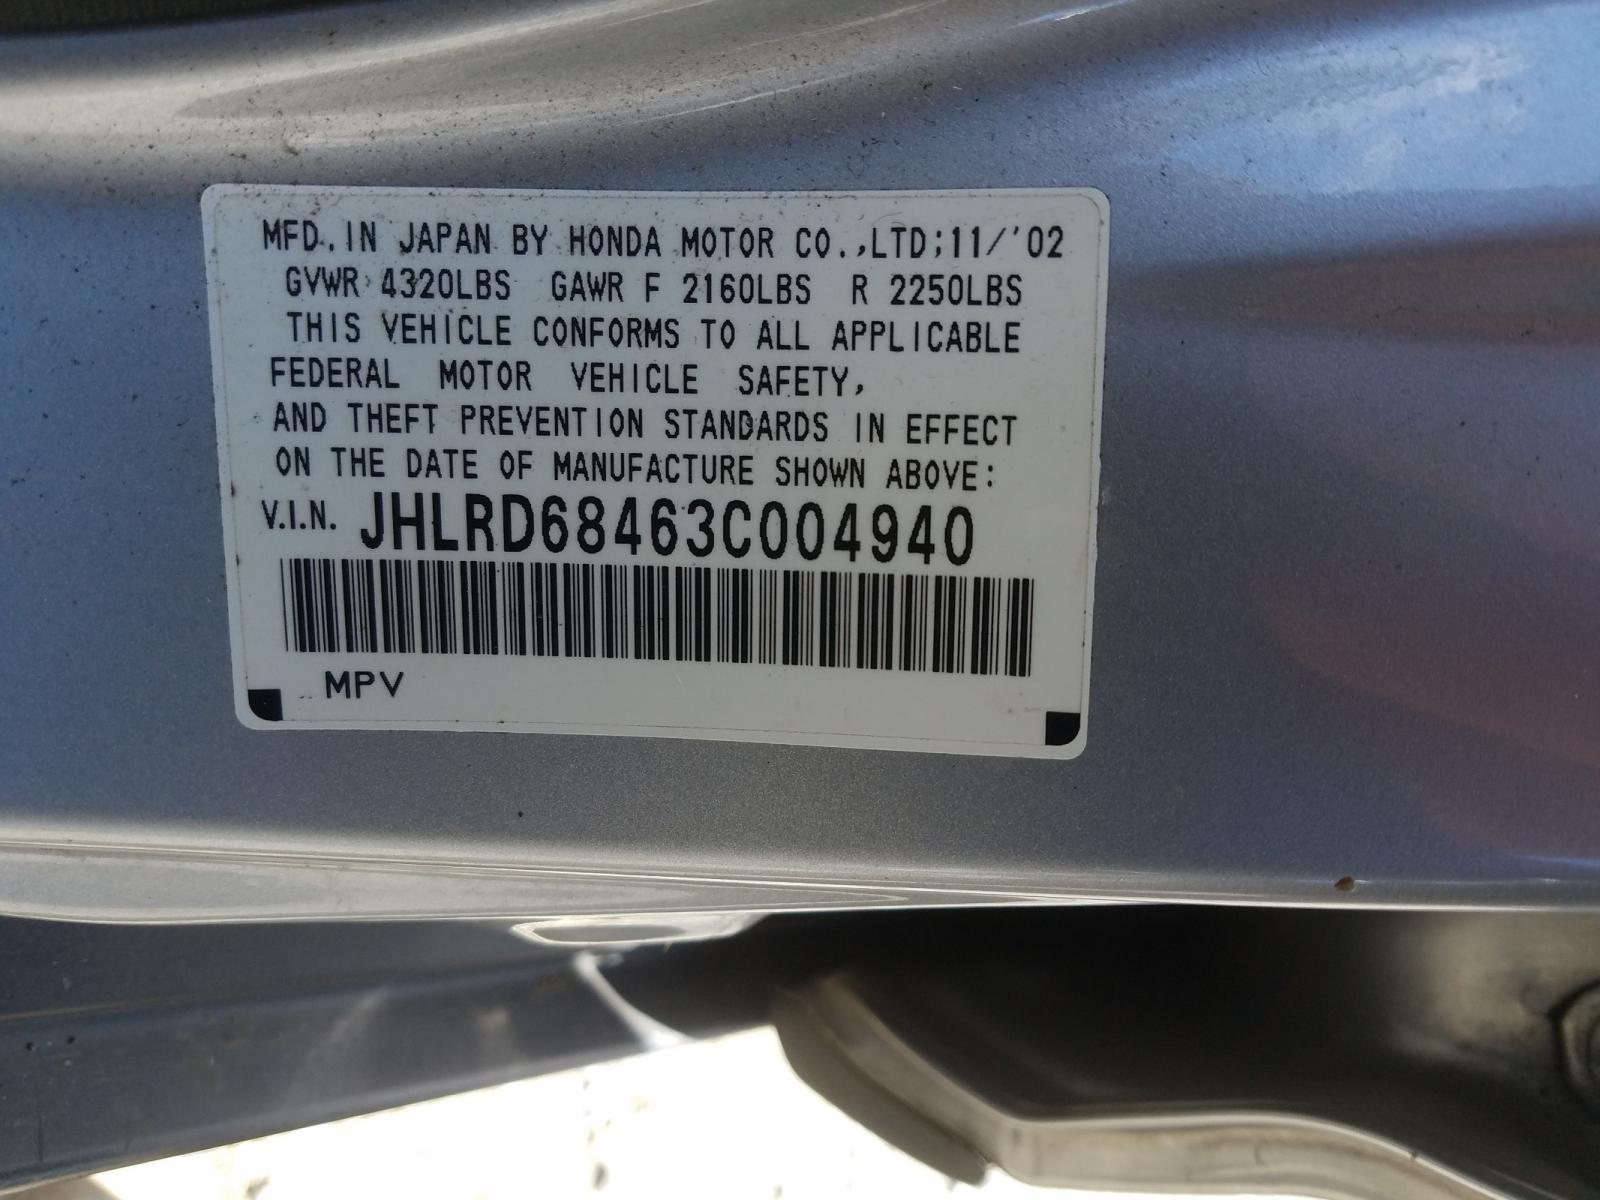 MFD. IN JAPAN BY HONDA MOTOR CO.,LTD;11/'02
GVWR 4320LBS GAWR F 2160LBS R 2250LBS
THIS VEHICLE CONFORMS TO ALL APPLICABLE
FEDERAL MOTOR VEHICLE SAFETY,
AND THEFT PREVENTION STANDARDS IN EFFECT
ON THE DATE OF MANUFACTURE SHOWN ABOVE:
V.I.N. JHLRD68463C004940
MPV